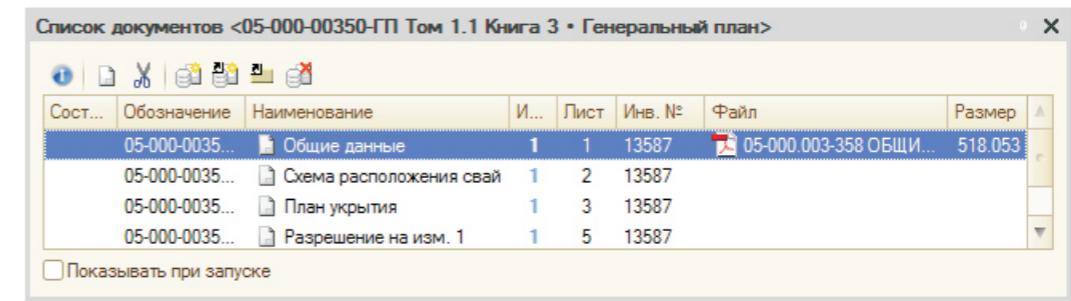 Список документов <05-000-00350-ГП Том 1.1 Книга 3 • Генеральный план>
Сост... Обозначение Наименование И... Лист Инв. № Файл Размер
05-000-0035... Общие данные 1 1 13587 05-000.003-358 ОБЩИ... 518.053
05-000-0035... Схема расположения свай 1 2 13587
05-000-0035... План укрытия 1 3 13587
05-000-0035... Разрешение на изм. 1 1 5 13587
Показывать при запуске